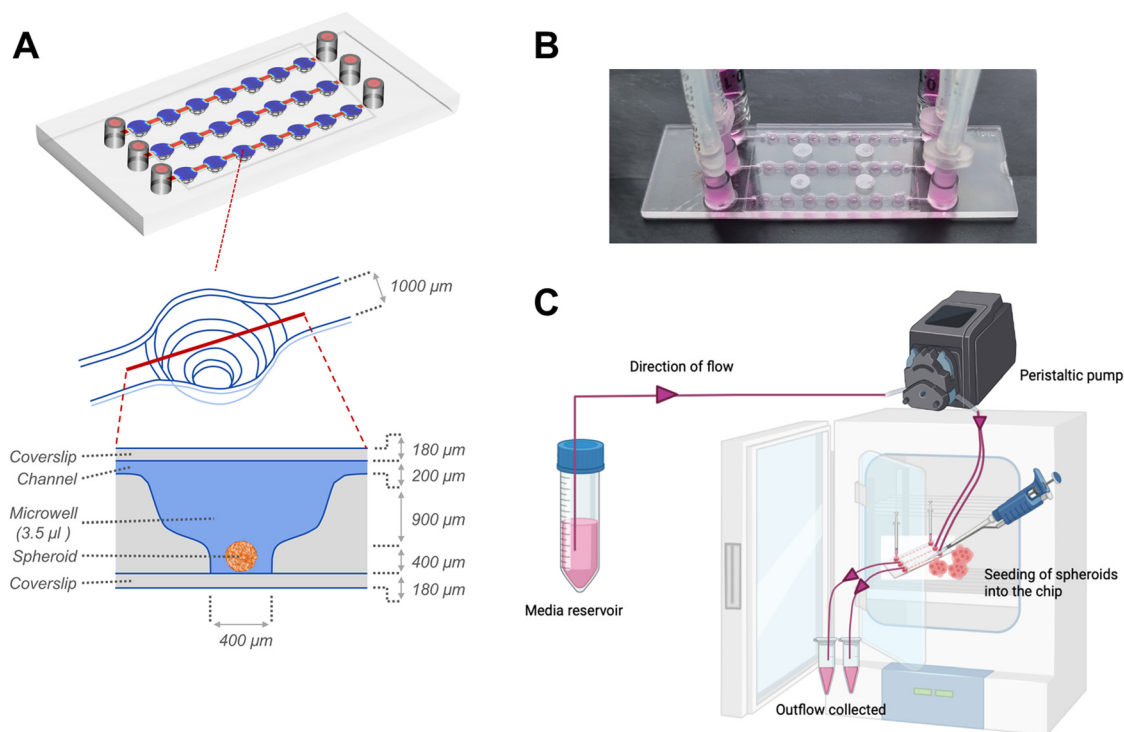 A
B
1000 µm
Coverslip
180 µm
Channel
200 µm
Microwell
(3.5 µl )
900 µm
Spheroid
400 µm
Coverslip
180 µm
400 µm
C
Direction of flow
Peristaltic pump
Media reservoir
Seeding of spheroids
into the chip
Outflow collected